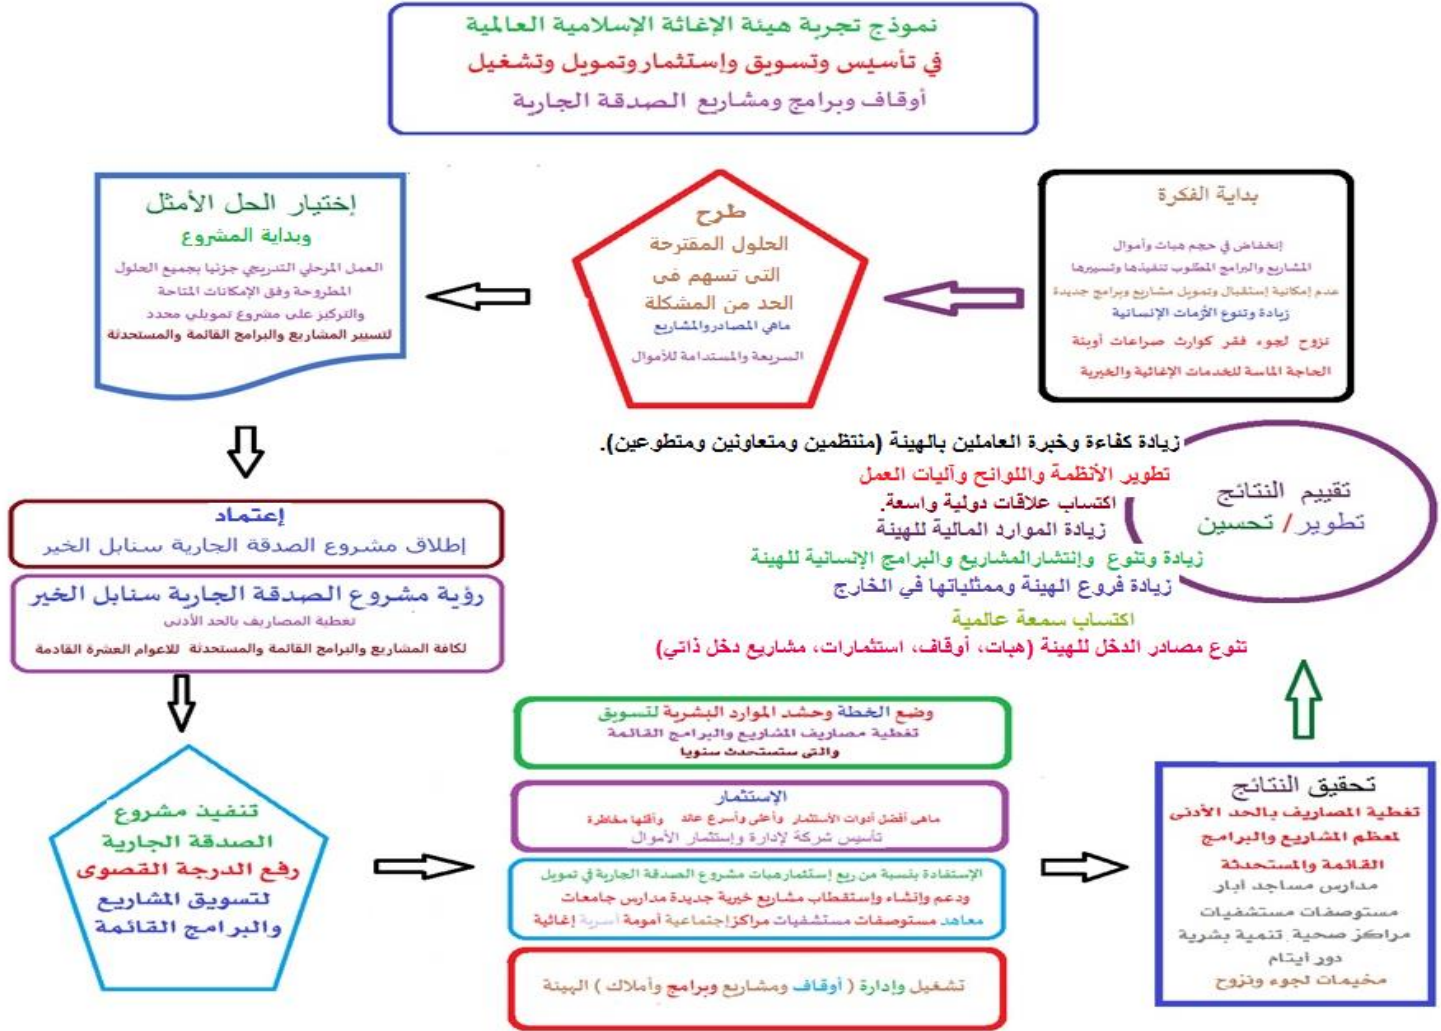 نموذج تجربة هيئة الإغاثة الإسلامية العالمية
في تأسيس وتسويق وإستثمار وتمويل وتشغيل
أوقاف وبرامج ومشاريع الصدقة الجارية
بداية الفكرة
إنخفاض في حجم هبات وأموال
المشاريع والبرامج المطلوب تنفيذها وتسييرها
عدم إمكانية إستقبال وتمويل مشاريع وبرامج جديدة
زيادة وتنوع الأزمات الإنسانية
نزوح لجوء فقر كوارث صراعات أوبئة
الحاجة الماسة للخدمات الإغاثية والخيرية
طرح
الحلول المقترحة
التى تسهم فى
الحد من المشكلة
ماهي المصادر والمشاريع
السريعة والمستدامة للأموال
إختيار الحل الأمثل
وبداية المشروع
العمل المرحلي التدريجي جزئيا بجميع الحلول
المطروحة وفق الإمكانات المتاحة
والتركيز على مشروع تمويلي محدد
لتسيير المشاريع والبرامج القائمة والمستحدثة
إعتماد
إطلاق مشروع الصدقة الجارية سنابل الخير
رؤية مشروع الصدقة الجارية سنابل الخير
تغطية المصاريف بالحد الأدنى
لكافة المشاريع والبرامج القائمة والمستحدثة للاعوام العشرة القادمة
تنفيذ مشروع
الصدقة الجارية
رفع الدرجة القصوى
لتسويق المشاريع
والبرامج القائمة
وضع الخطة وحشد الموارد البشرية لتسويق
تغطية مصاريف المشاريع والبرامج القائمة
والتى ستستحدث سنويا
الإستثمار
ماهى أفضل أدوات الأستثمار وأعلى وأسرع عائد وأقلها مخاطرة
تأسيس شركة لإدارة وإستثمار الأموال
الإستفادة بنسبة من ريع إستثمار هبات مشروع الصدقة الجارية في تمويل
ودعم وإنشاء وإستقطاب مشاريع خيرية جديدة مدارس جامعات
معاهد مستوصفات مستشفيات مراكز إجتماعية أمومة أسرية إغاثية
تشغيل وإدارة ( أوقاف ومشاريع وبرامج وأملاك ) الهيئة
تحقيق النتائج
تغطية المصاريف بالحد الأدنى
لمعظم المشاريع والبرامج
القائمة والمستحدثة
مدارس مساجد آبار
مستوصفات مستشفيات
مراكز صحية تنمية بشرية
دور أيتام
مخيمات لجوء ونزوح
تقييم النتائج
تطوير/ تحسين
زيادة كفاءة وخبرة العاملين بالهيئة (منتظمين ومتعاونين ومتطوعين).
تطوير الأنظمة واللوائح وآليات العمل
اكتساب علاقات دولية واسعة.
زيادة الموارد المالية للهيئة
زيادة وتنوع وإنتشارالمشاريع والبرامج الإنسانية للهيئة
زيادة فروع الهيئة وممثلياتها في الخارج
اكتساب سمعة عالمية
تنوع مصادر الدخل للهيئة (هبات، أوقاف، استثمارات، مشاريع دخل ذاتي)